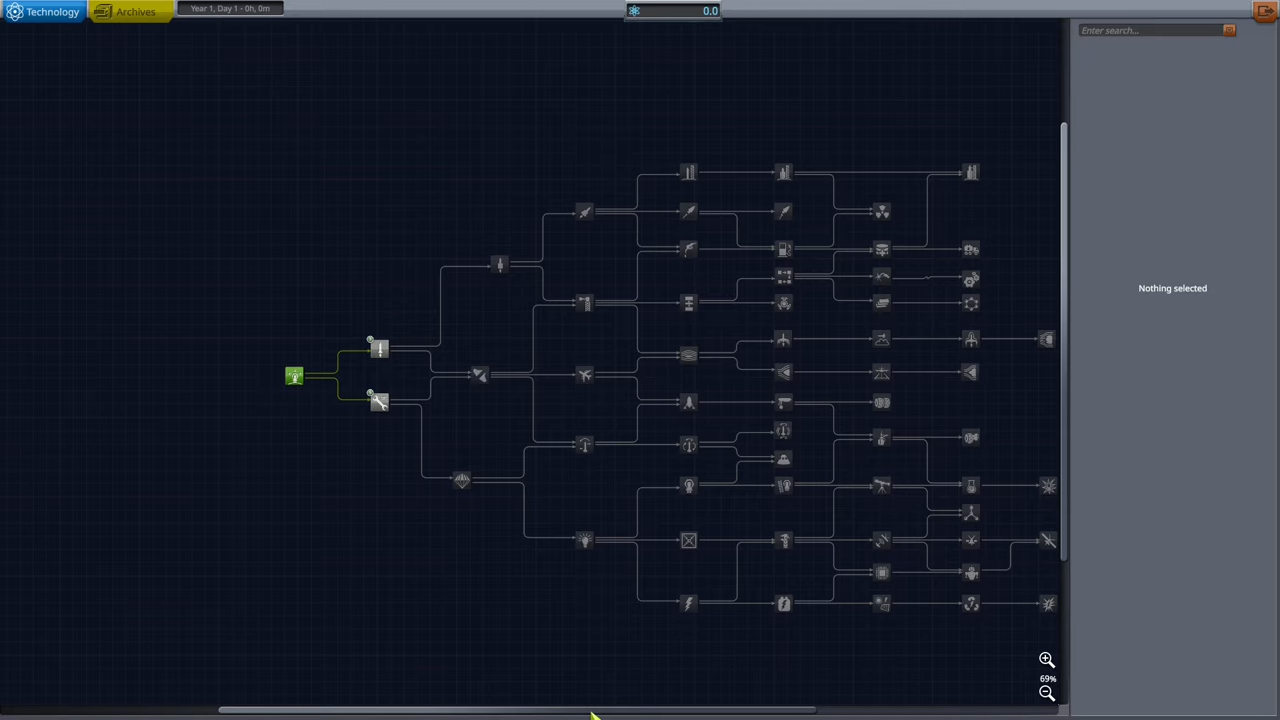 Technology
Archives
Year 1, Day 1 - 0h, 0m
0.0
Enter search...
Nothing selected
69%